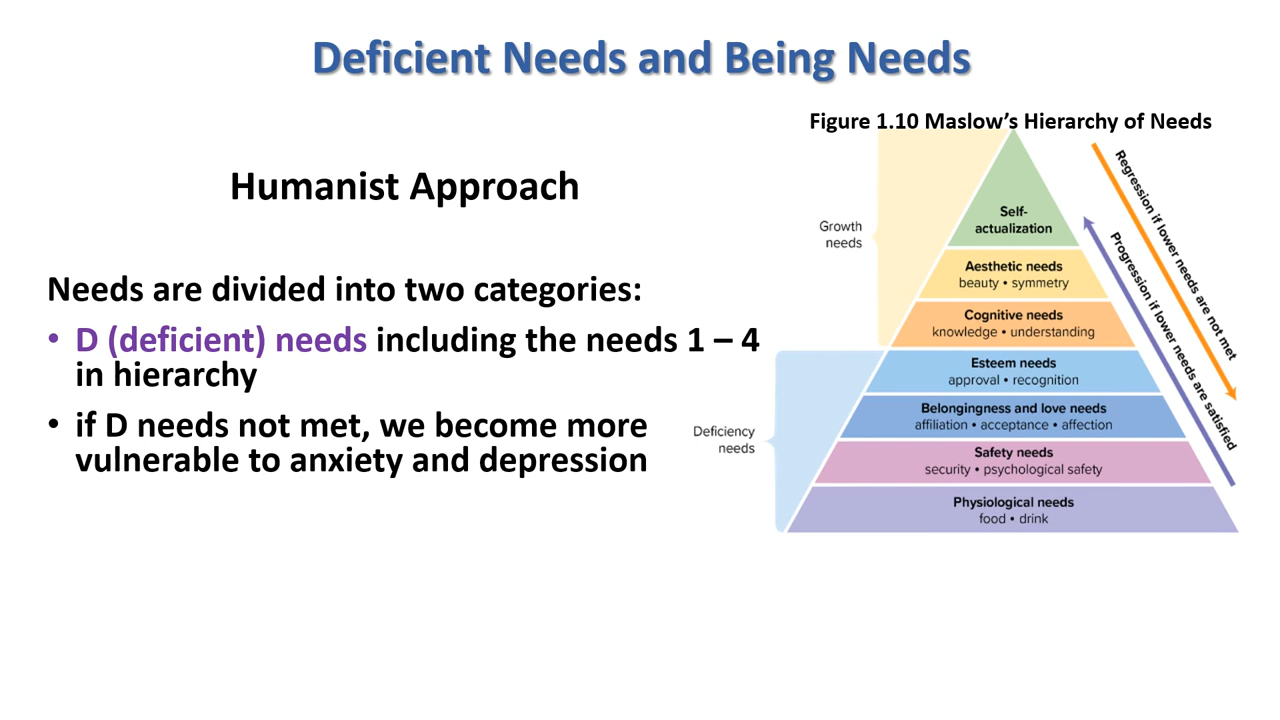 Deficient Needs and Being Needs
Humanist Approach
Needs are divided into two categories:
• D (deficient) needs including the needs 1 – 4
in hierarchy
• if D needs not met, we become more
vulnerable to anxiety and depression
Figure 1.10 Maslow’s Hierarchy of Needs
Growth
needs
Deficiency
needs
Self-
actualization
Aesthetic needs
beauty • symmetry
Cognitive needs
knowledge • understanding
Esteem needs
approval • recognition
Belongingness and love needs
affiliation • acceptance • affection
Safety needs
security • psychological safety
Physiological needs
food • drink
Regression if lower needs are not met
Progression if lower needs are satisfied